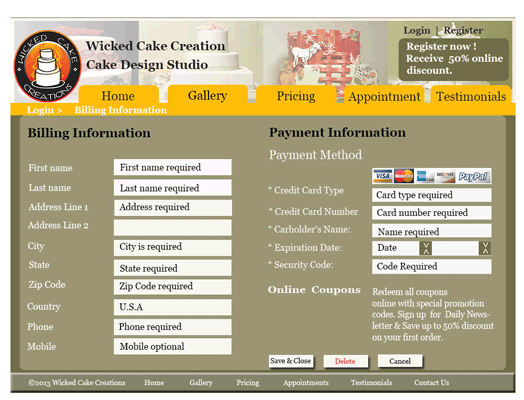 WICKED CAKE CREATIONS
Wicked Cake Creation
Cake Design Studio
Login | Register
Register now !
Receive 50% online
discount.
Home Gallery Pricing Appointment Testimonials
Login > Billing Information
Billing Information
First name First name required
Last name Last name required
Address Line 1 Address required
Address Line 2
City City is required
State State required
Zip Code Zip Code required
Country U.S.A
Phone Phone required
Mobile Mobile optional
Payment Information
Payment Method
VISA MasterCard DISCOVER PayPal
* Credit Card Type Card type required
* Credit Card Number Card number required
* Carholder's Name: Name required
* Expiration Date: Date
* Security Code: Code Required
Online Coupons
Redeem all coupons
online with special promotion
codes. Sign up for Daily News-
letter & Save up to 50% discount
on your first order.
Save & Close Delete Cancel
©2013 Wicked Cake Creations Home Gallery Pricing Appointments Testimonials Contact Us